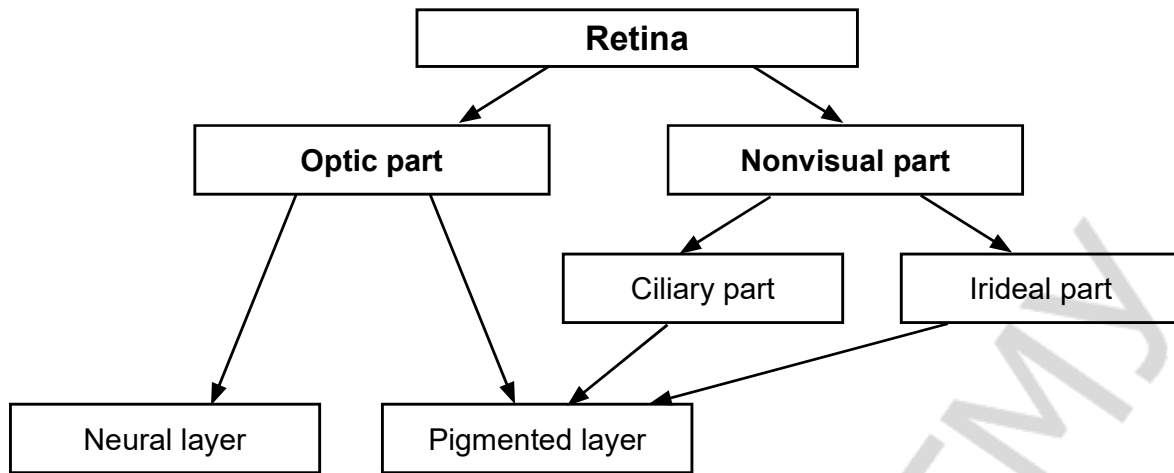 Retina
Optic part
Nonvisual part
Ciliary part
Irideal part
Neural layer
Pigmented layer